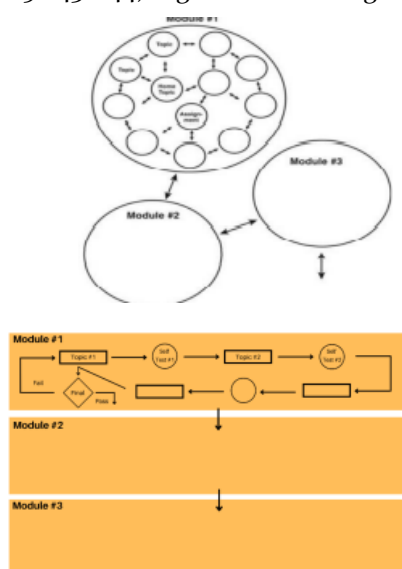 Module #1
Topic
Topic
Home
Topic
Assign-
ment
Module #3
Module #2
Module #1
Topic #1
Self
Test #1
Topic #2
Self
Test #2
Fail
Final
Pass
Module #2
Module #3